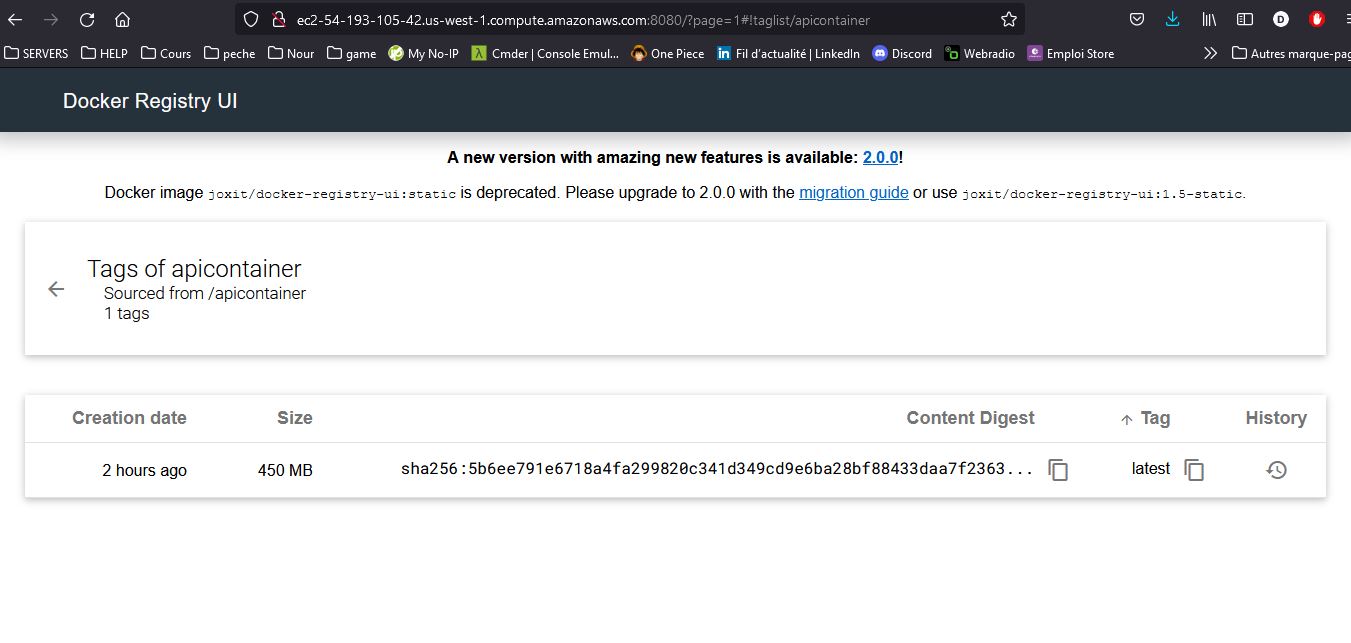 ec2-54-193-105-42.us-west-1.compute.amazonaws.com:8080/?page=1#!taglist/apicontainer
D
SERVERS HELP Cours peche Nour game My No-IP λ Cmder | Console Emul... One Piece in Fil d'actualité | LinkedIn Discord Webradio Emploi Store Autres marque-pag
Docker Registry UI
A new version with amazing new features is available: 2.0.0!
Docker image joxit/docker-registry-ui:static is deprecated. Please upgrade to 2.0.0 with the migration guide or use joxit/docker-registry-ui:1.5-static.
Tags of apicontainer
Sourced from /apicontainer
1 tags
Creation date Size Content Digest Tag History
2 hours ago 450 MB sha256:5b6ee791e6718a4fa299820c341d349cd9e6ba28bf88433daa7f2363... latest